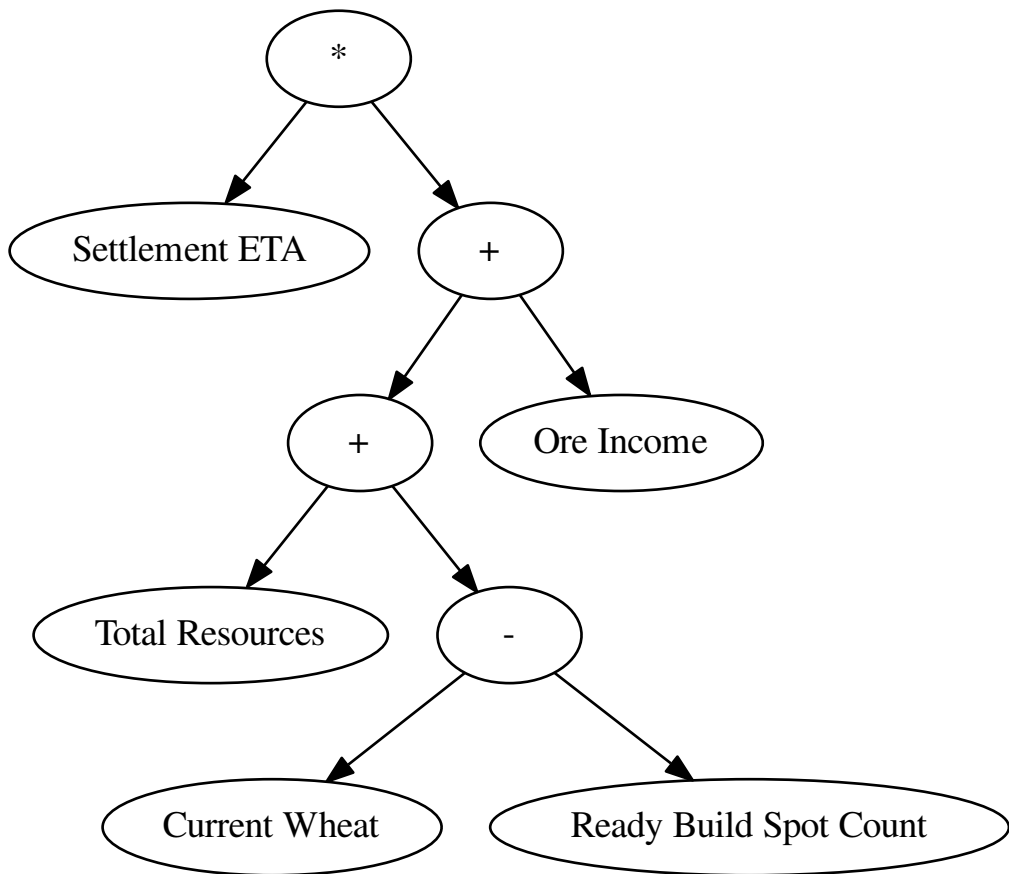 *
Settlement ETA
+
+
Ore Income
Total Resources
-
Current Wheat
Ready Build Spot Count